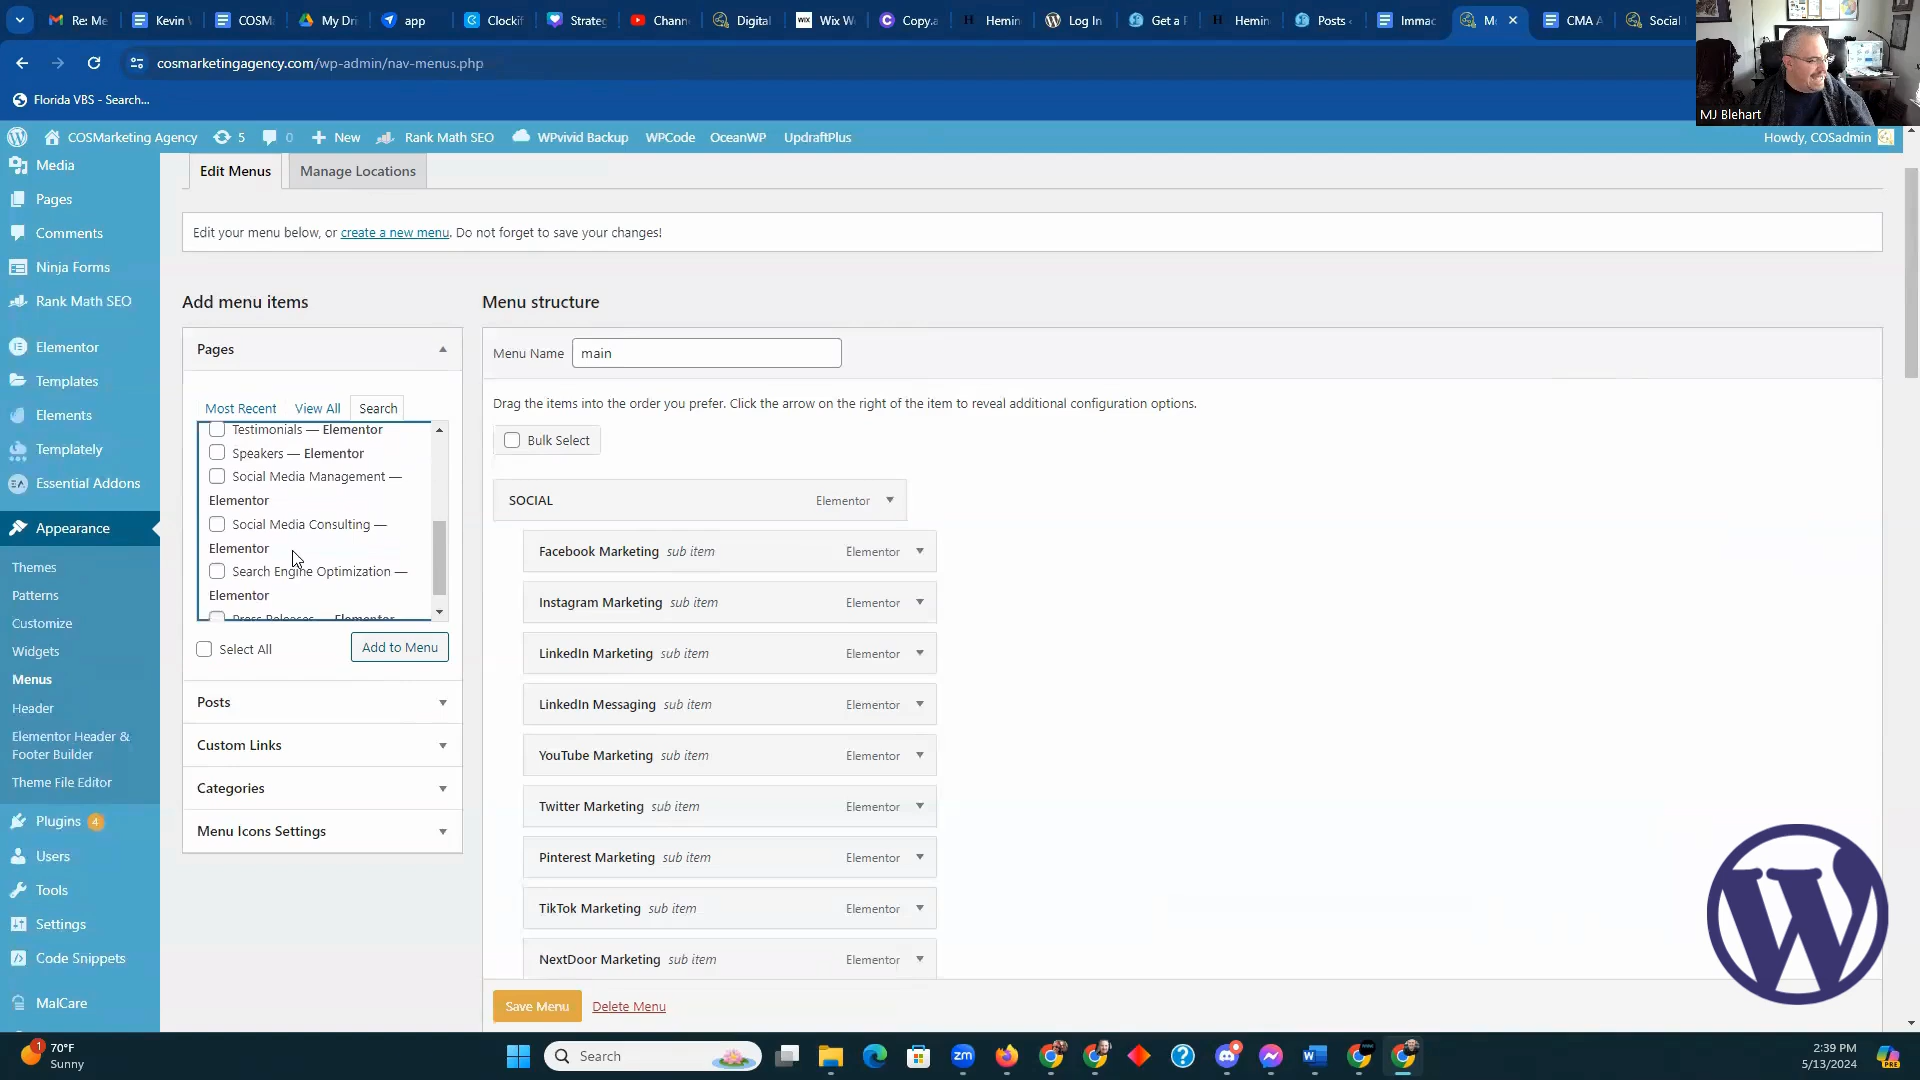 Re: Me
Kevin
COSM
My Dri
app
Clockif
Strate
Chann
Digital
WIX Wix W
Copy.a
H Hemin
Log In
Get a F
H Hemin
Posts
Immac
M
CMA A
Social
cosmarketingagency.com/wp-admin/nav-menus.php
Florida VBS - Search...
MJ Blehart
COSMarketing Agency 5 0 New Rank Math SEO WPvivid Backup WPCode OceanWP UpdraftPlus Howdy, COSadmin
Media
Pages
Comments
Ninja Forms
Rank Math SEO
Elementor
Templates
Elements
Templately
Essential Addons
Appearance
Themes
Patterns
Customize
Widgets
Menus
Header
Elementor Header &
Footer Builder
Theme File Editor
Plugins 4
Users
Tools
Settings
Code Snippets
MalCare
Edit Menus Manage Locations
Edit your menu below, or create a new menu. Do not forget to save your changes!
Add menu items
Pages
Most Recent View All Search
Testimonials — Elementor
Speakers — Elementor
Social Media Management —
Elementor
Social Media Consulting —
Elementor
Search Engine Optimization —
Elementor
Press Releases — Elementor
Select All Add to Menu
Posts
Custom Links
Categories
Menu Icons Settings
Menu structure
Menu Name main
Drag the items into the order you prefer. Click the arrow on the right of the item to reveal additional configuration options.
Bulk Select
SOCIAL Elementor
Facebook Marketing sub item Elementor
Instagram Marketing sub item Elementor
LinkedIn Marketing sub item Elementor
LinkedIn Messaging sub item Elementor
YouTube Marketing sub item Elementor
Twitter Marketing sub item Elementor
Pinterest Marketing sub item Elementor
TikTok Marketing sub item Elementor
NextDoor Marketing sub item Elementor
Save Menu Delete Menu
1
70°F
Sunny
Search
zm
2:39 PM
5/13/2024
PRE